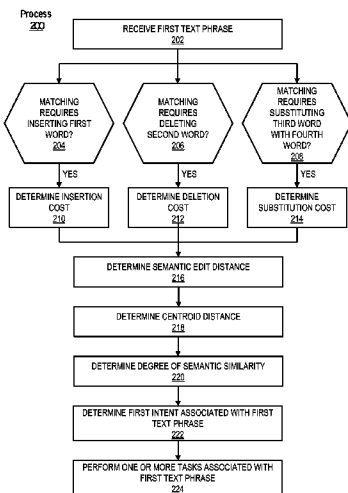 Process
200
RECEIVE FIRST TEXT PHRASE
202
MATCHING
REQUIRES
INSERTING FIRST
WORD?
204
MATCHING
REQUIRES
DELETING
SECOND WORD?
206
MATCHING
REQUIRES
SUBSTITUTING
THIRD WORD
WITH FOURTH
WORD?
208
YES
YES
YES
DETERMINE INSERTION
COST
210
DETERMINE DELETION
COST
212
DETERMINE
SUBSTITUTION COST
214
DETERMINE SEMANTIC EDIT DISTANCE
216
DETERMINE CENTROID DISTANCE
218
DETERMINE DEGREE OF SEMANTIC SIMILARITY
220
DETERMINE FIRST INTENT ASSOCIATED WITH FIRST
TEXT PHRASE
222
PERFORM ONE OR MORE TASKS ASSOCIATED WITH
FIRST TEXT PHRASE
224